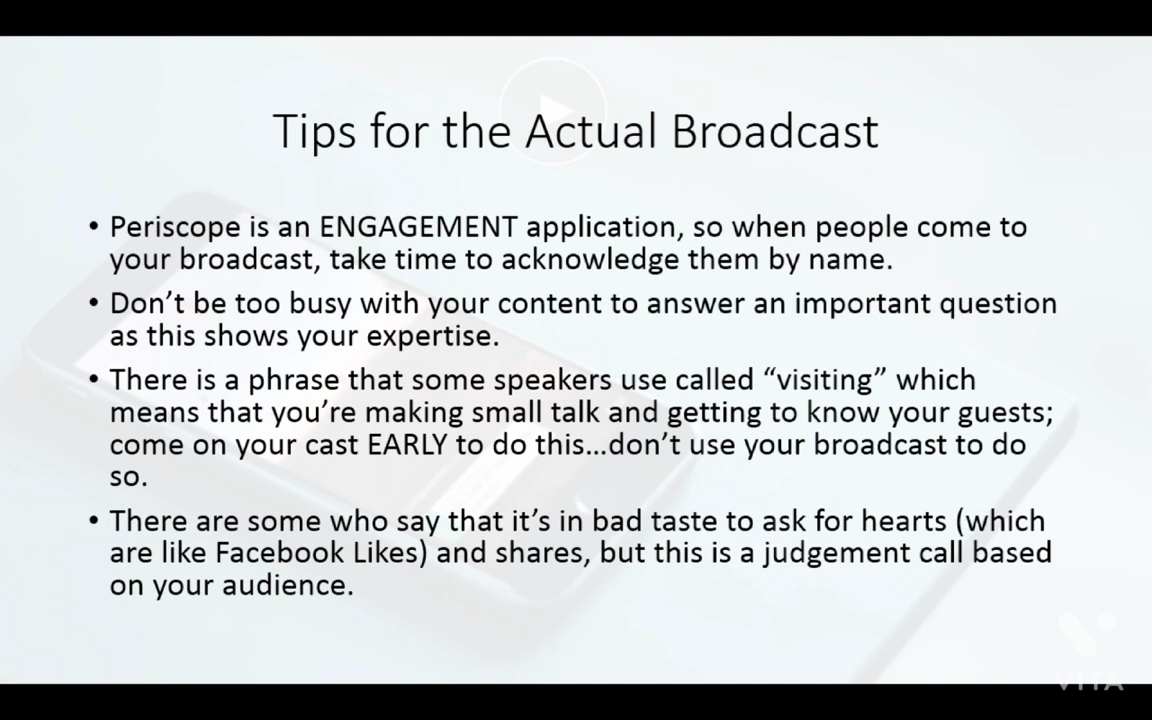 Tips for the Actual Broadcast
• Periscope is an ENGAGEMENT application, so when people come to
your broadcast, take time to acknowledge them by name.
• Don’t be too busy with your content to answer an important question
as this shows your expertise.
• There is a phrase that some speakers use called “visiting” which
means that you’re making small talk and getting to know your guests;
come on your cast EARLY to do this…don’t use your broadcast to do
so.
• There are some who say that it’s in bad taste to ask for hearts (which
are like Facebook Likes) and shares, but this is a judgement call based
on your audience.
VITA